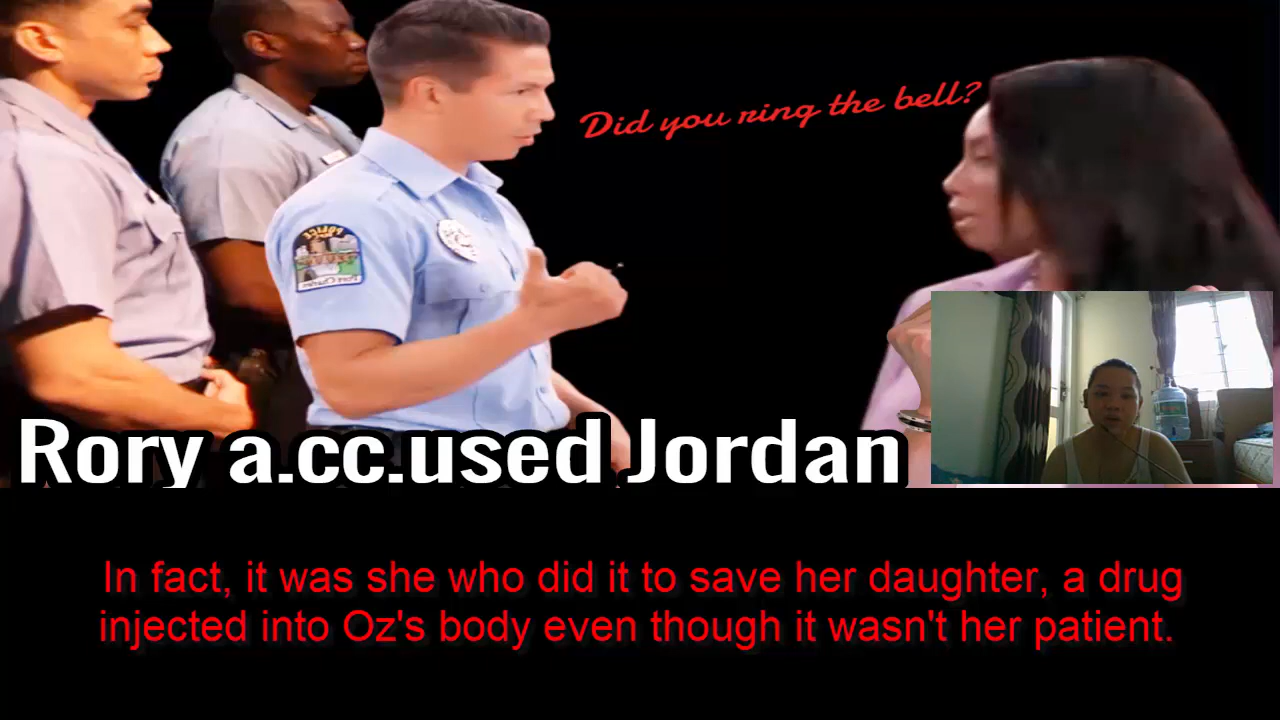 Did you ring the bell?
Rory a.cc.used Jordan
In fact, it was she who did it to save her daughter, a drug
injected into Oz's body even though it wasn't her patient.